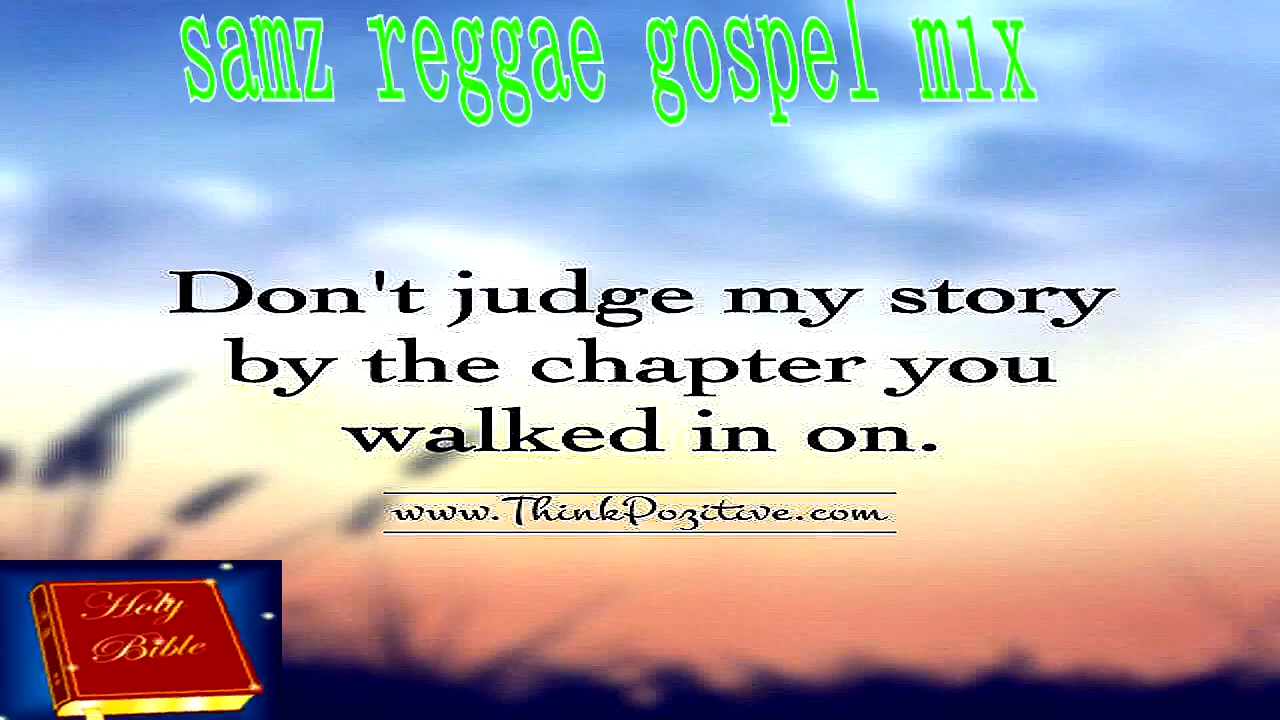 samz reggae gospel mix
Don't judge my story
by the chapter you
walked in on.
www.ThinkPozitive.com
Holy
Bible